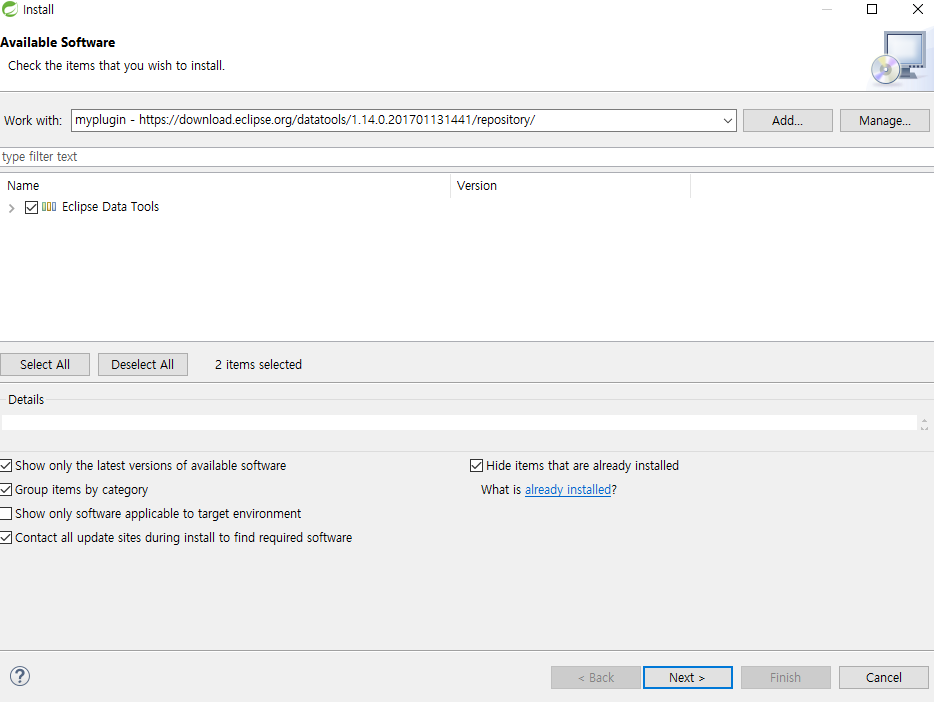 Install
Available Software
Check the items that you wish to install.
Work with: myplugin - https://download.eclipse.org/datatools/1.14.0.201701131441/repository/ Add... Manage...
type filter text
Name Version
Eclipse Data Tools
Select All Deselect All 2 items selected
Details
Show only the latest versions of available software Hide items that are already installed
Group items by category What is already installed?
Show only software applicable to target environment
Contact all update sites during install to find required software
? < Back Next > Finish Cancel